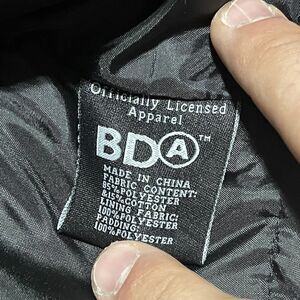 Officially Licensed
Apparel
BDA™
MADE IN CHINA
FABRIC CONTENT:
85%POLYESTER
&15%COTTON
LINING FABRIC:
100%POLYESTER
PADDING:
100%POLYESTER